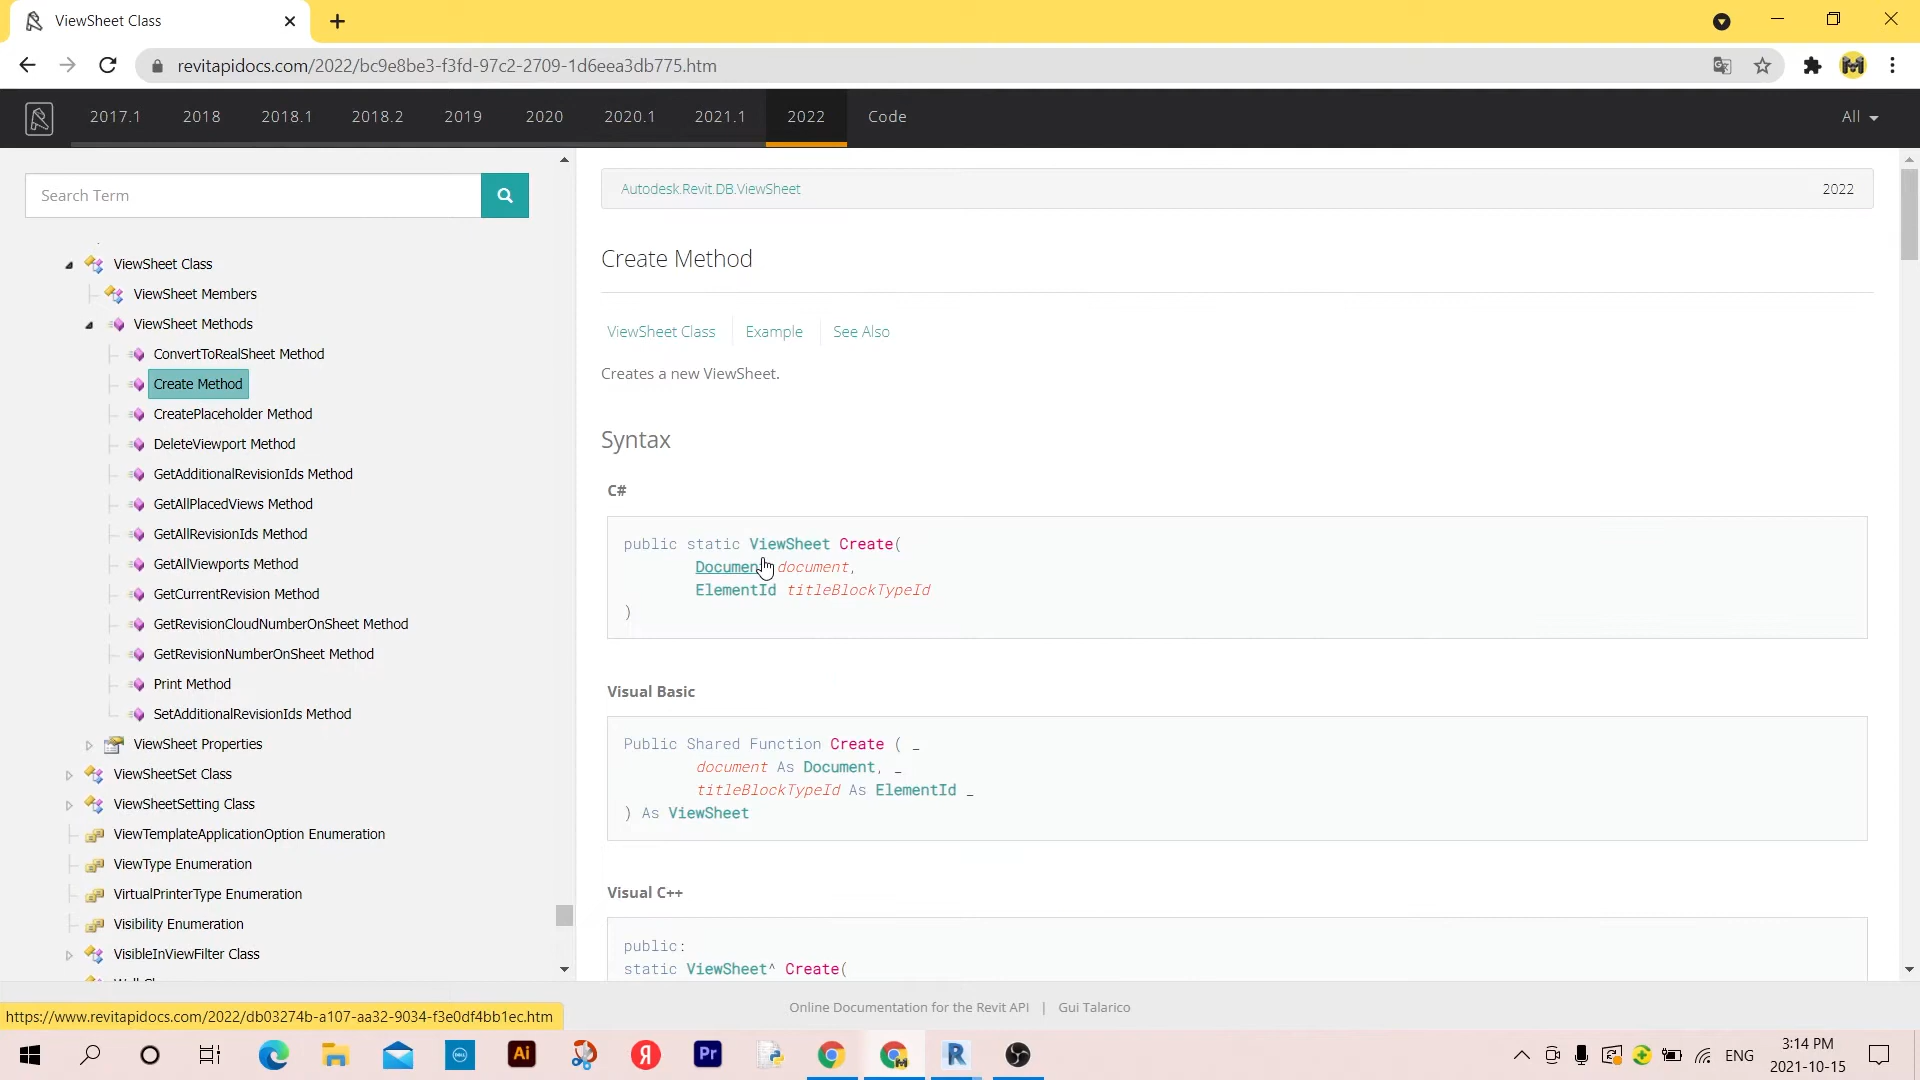 ViewSheet Class
revitapidocs.com/2022/bc9e8be3-f3fd-97c2-2709-1d6eea3db775.htm
2017.1 2018 2018.1 2018.2 2019 2020 2020.1 2021.1 2022 Code All
Search Term
ViewSheet Class
ViewSheet Members
ViewSheet Methods
ConvertToRealSheet Method
Create Method
CreatePlaceholder Method
DeleteViewport Method
GetAdditionalRevisionIds Method
GetAllPlacedViews Method
GetAllRevisionIds Method
GetAllViewports Method
GetCurrentRevision Method
GetRevisionCloudNumberOnSheet Method
GetRevisionNumberOnSheet Method
Print Method
SetAdditionalRevisionIds Method
ViewSheet Properties
ViewSheetSet Class
ViewSheetSetting Class
ViewTemplateApplicationOption Enumeration
ViewType Enumeration
VirtualPrinterType Enumeration
Visibility Enumeration
VisibleInViewFilter Class
Autodesk.Revit.DB.ViewSheet 2022
Create Method
ViewSheet Class Example See Also
Creates a new ViewSheet.
Syntax
C#
public static ViewSheet Create(
Document document,
ElementId titleBlockTypeId
)
Visual Basic
Public Shared Function Create ( _
document As Document, _
titleBlockTypeId As ElementId _
) As ViewSheet
Visual C++
public:
static ViewSheet^ Create(
Online Documentation for the Revit API | Gui Talarico
https://www.revitapidocs.com/2022/db03274b-a107-aa32-9034-f3e0df4bb1ec.htm
Ai
Я
Pr
R
ENG
3:14 PM
2021-10-15